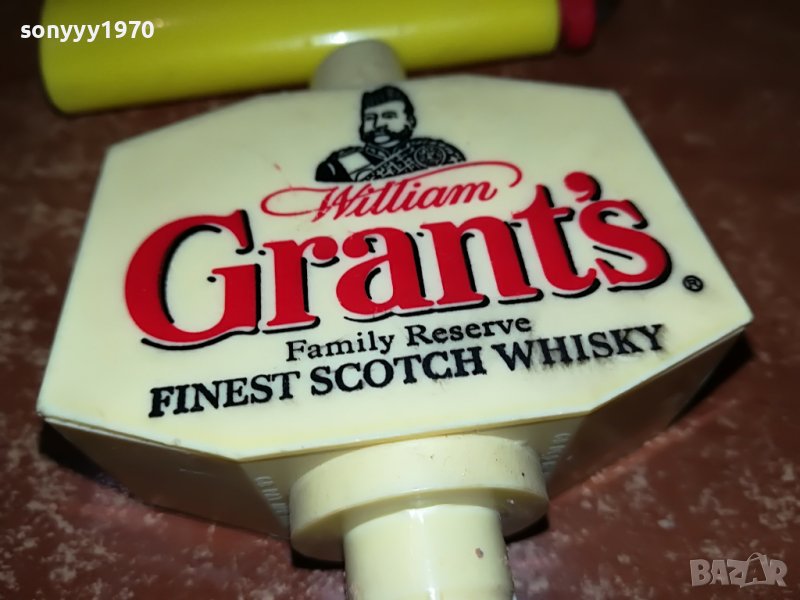 sonyyy1970
William
Grant's
®
Family Reserve
FINEST SCOTCH WHISKY
BAZAR